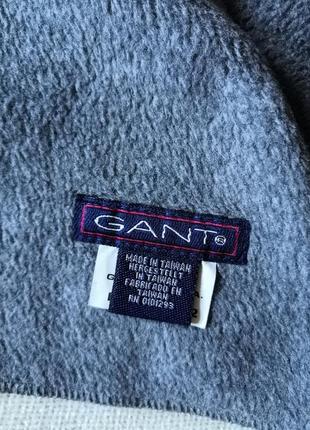 GANT®
MADE IN TAIWAN
HERGESTELLT
IN TAIWAN
FABRICADO EN
TAIWAN
RN 0101293